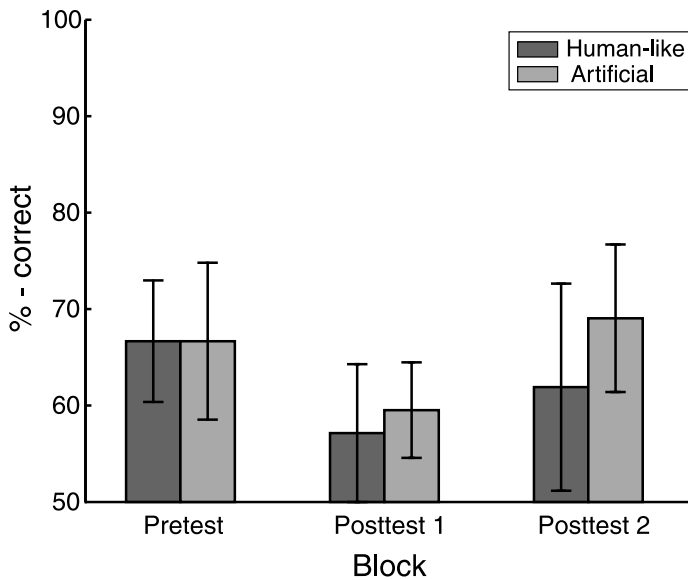 100
90
80
70
60
50
% - correct
Human-like
Artificial
Pretest
Posttest 1
Posttest 2
Block